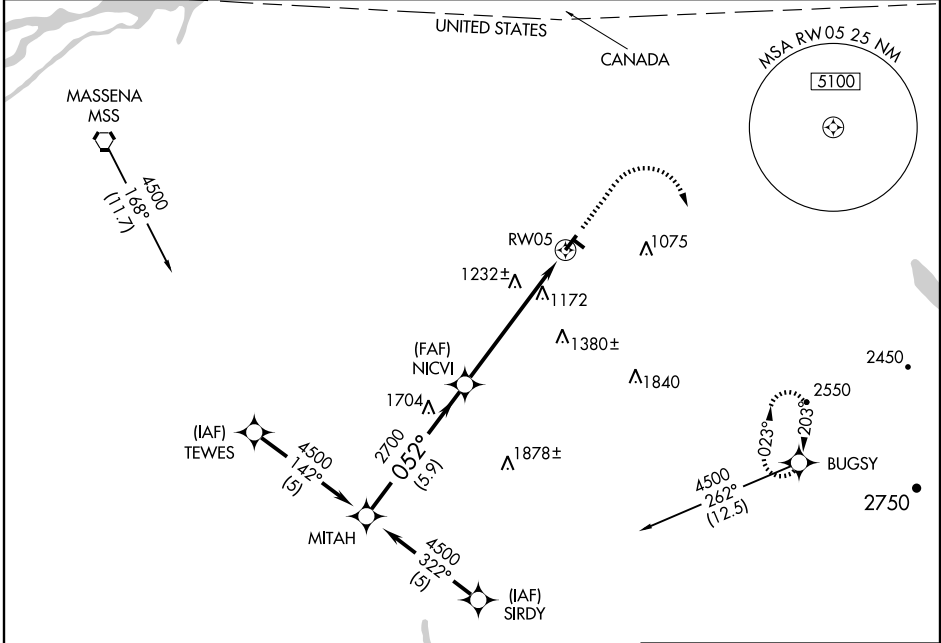 UNITED STATES
CANADA
MSA RW05 25 NM
5100
MASSENA
MSS
4500
168°
(11.7)
RW05
1075
1232±
1172
1380±
(FAF)
NICVI
1840
2450
1704
2550
(IAF)
TEWES
4500
142°
(5)
2700
052°
(5.9)
1878±
023°
203°
BUGSY
4500
262°
(12.5)
2750
MITAH
4500
322°
(5)
(IAF)
SIRDY